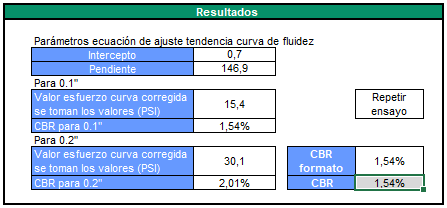 Resultados
Parámetros ecuación de ajuste tendencia curva de fluidez
Intercepto 0,7
Pendiente 146,9
Para 0.1"
Valor esfuerzo curva corregida
se toman los valores (PSI) 15,4
Repetir
ensayo
CBR para 0.1" 1,54%
Para 0.2"
Valor esfuerzo curva corregida
se toman los valores (PSI) 30,1
CBR
formato 1,54%
CBR para 0.2" 2,01%
CBR 1,54%